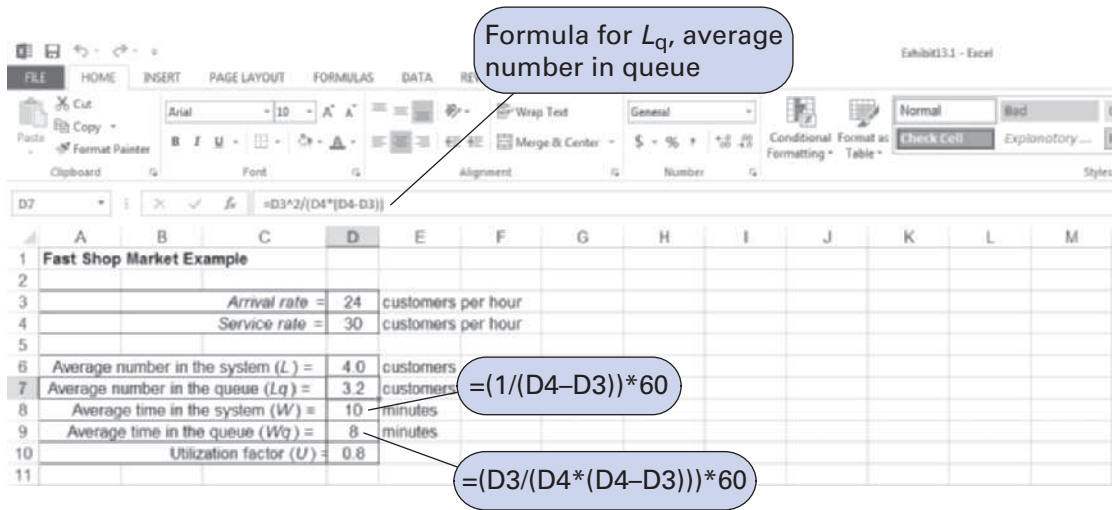 Formula for Lq, average
number in queue
Exhibit13.1 - Excel
FILE HOME INSERT PAGE LAYOUT FORMULAS DATA RE
Cut
Copy
Paste
Format Painter
Arial 10
B I U
Wrap Text
Merge & Center
General
$ - % ,
Conditional Formatting
Format as Table
Normal Bad
Check Cell Explanatory ...
Clipboard Font Alignment Number Styles
D7 fx =D3^2/(D4*(D4-D3))
A B C D E F G H I J K L M
1 Fast Shop Market Example
2
3 Arrival rate = 24 customers per hour
4 Service rate = 30 customers per hour
5
6 Average number in the system (L) = 4.0 customers
7 Average number in the queue (Lq) = 3.2 customers
=(1/(D4–D3))*60
8 Average time in the system (W) = 10 minutes
9 Average time in the queue (Wq) = 8 minutes
10 Utilization factor (U) = 0.8
11
=(D3/(D4*(D4–D3)))*60